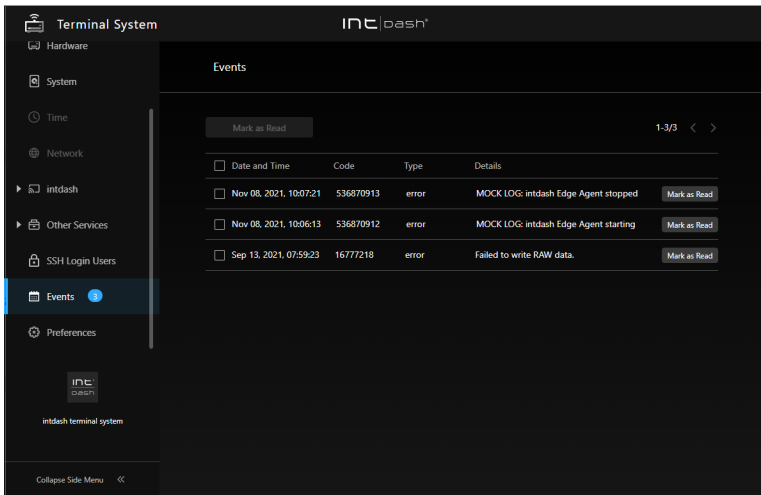 Terminal System
INT DASH
Hardware
System
Time
Network
intdash
Other Services
SSH Login Users
Events 3
Preferences
INT
DASH
intdash terminal system
Collapse Side Menu
Events
Mark as Read
1-3/3
Date and Time Code Type Details
Nov 08, 2021, 10:07:21 536870913 error MOCK LOG: intdash Edge Agent stopped Mark as Read
Nov 08, 2021, 10:06:13 536870912 error MOCK LOG: intdash Edge Agent starting Mark as Read
Sep 13, 2021, 07:59:23 16777218 error Failed to write RAW data. Mark as Read